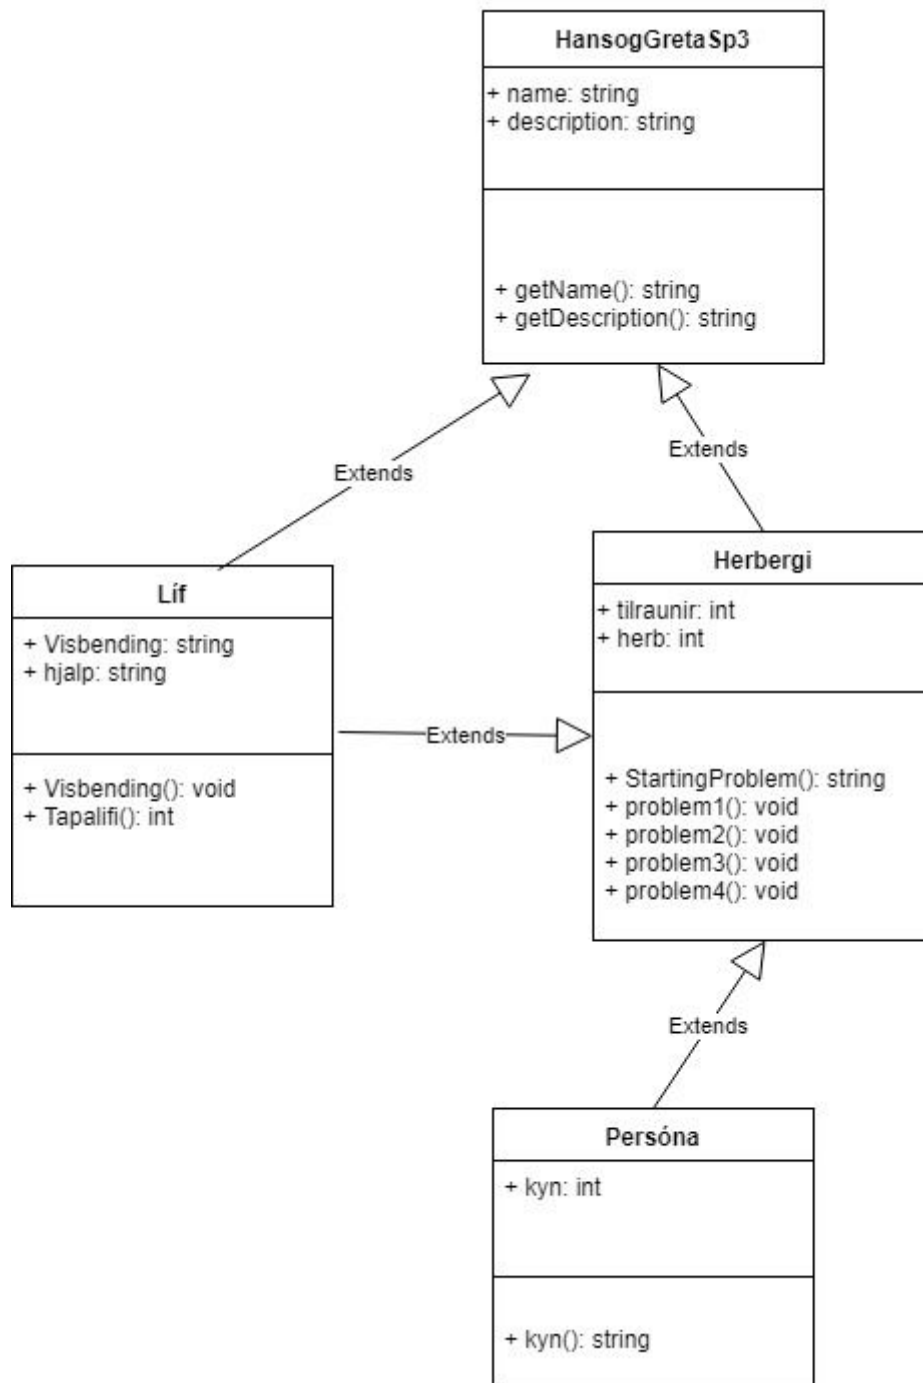 HansogGretaSp3
+ name: string
+ description: string
+ getName(): string
+ getDescription(): string
Extends
Extends
Líf
+ Visbending: string
+ hjalp: string
+ Visbending(): void
+ Tapalifi(): int
Extends
Herbergi
+ tilraunir: int
+ herb: int
+ StartingProblem(): string
+ problem1(): void
+ problem2(): void
+ problem3(): void
+ problem4(): void
Extends
Persóna
+ kyn: int
+ kyn(): string